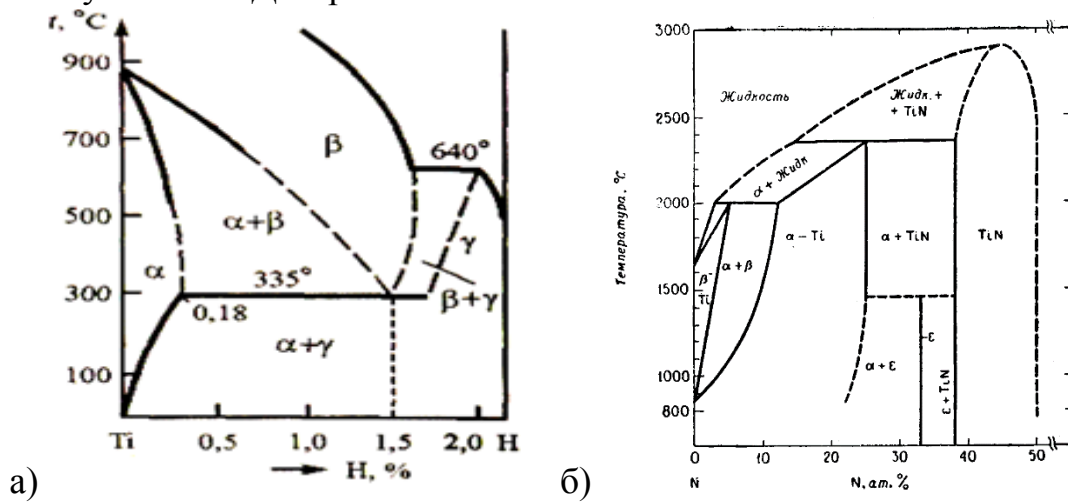 t, °C
900
700
500
300
100
β
640°
α+β
γ
α
335°
β+γ
0,18
α+γ
Ti
0,5
1,0
1,5
2,0
H
H, %
а)
3000
2500
2000
1500
1000
800
Температура, °C
Жидкость
Жидк. +
+ TiN
α + Жидк
α - Ti
α + TiN
TiN
α+β
β-
Ti
α + ε
ε
ε + TiN
0
10
20
30
40
50
N
N, ат. %
б)